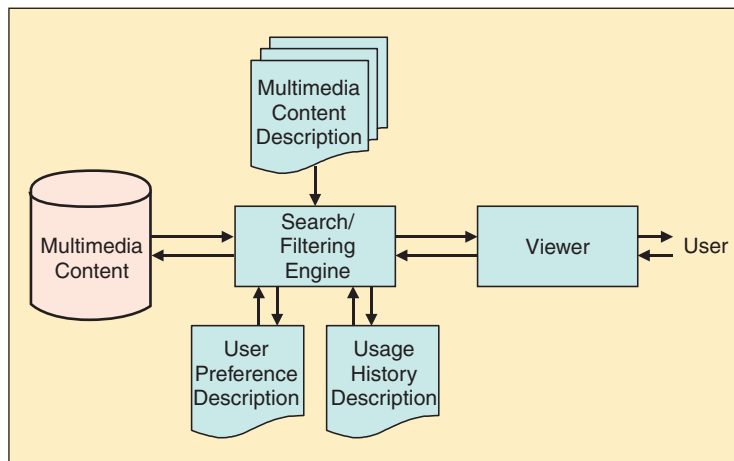 Multimedia
Content
Description
Multimedia
Content
Search/
Filtering
Engine
Viewer
User
User
Preference
Description
Usage
History
Description